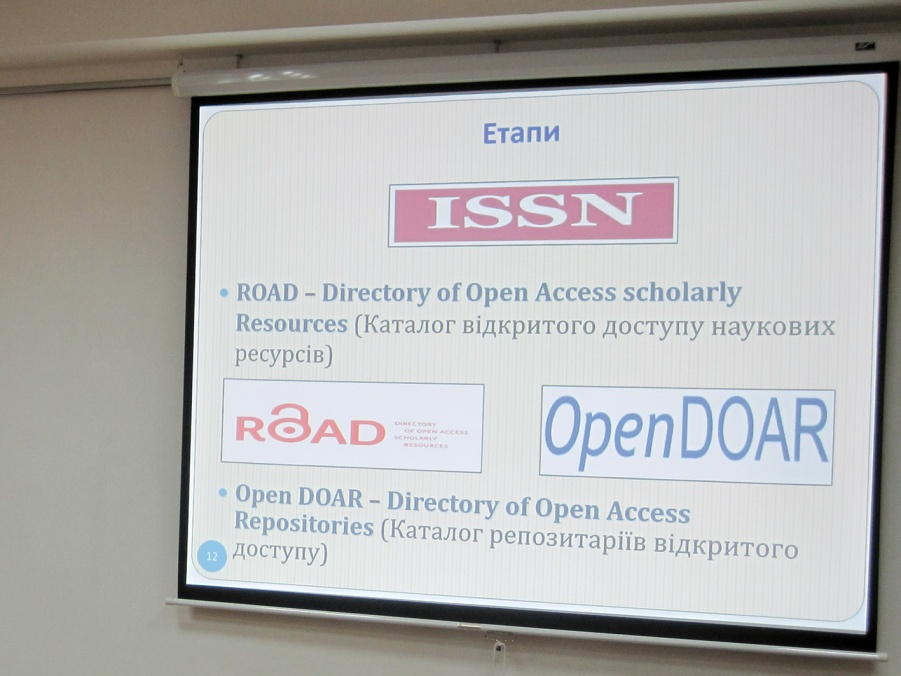 Етапи
ISSN
ROAD – Directory of Open Access scholarly
Resources (Каталог відкритого доступу наукових
ресурсів)
ROAD
DIRECTORY
OF OPEN ACCESS
SCHOLARLY
RESOURCES
OpenDOAR
Open DOAR – Directory of Open Access
Repositories (Каталог репозитаріїв відкритого
доступу)
12